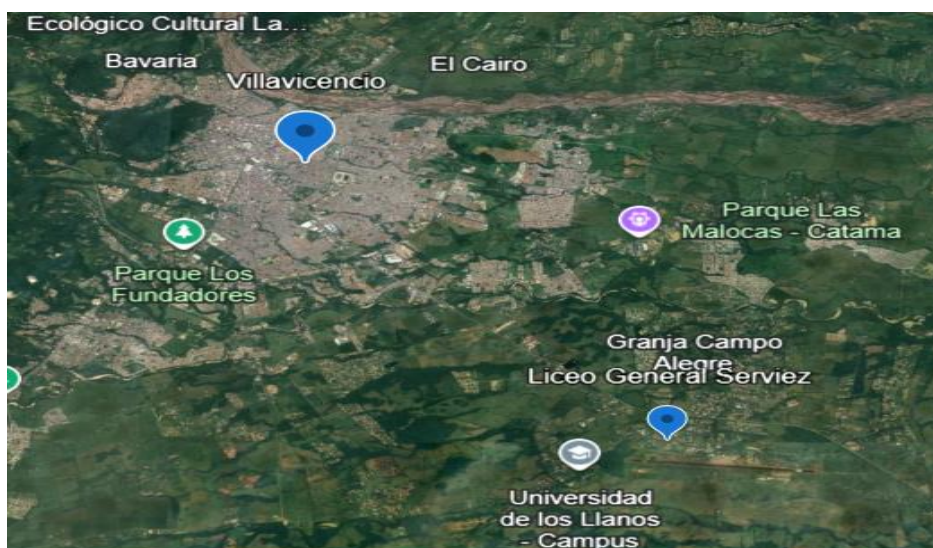 Ecológico Cultural La...
Bavaria
El Cairo
Villavicencio
Parque Las
Malocas - Catama
Parque Los
Fundadores
Granja Campo
Alegre
Liceo General Serviez
Universidad
de los Llanos
- Campus